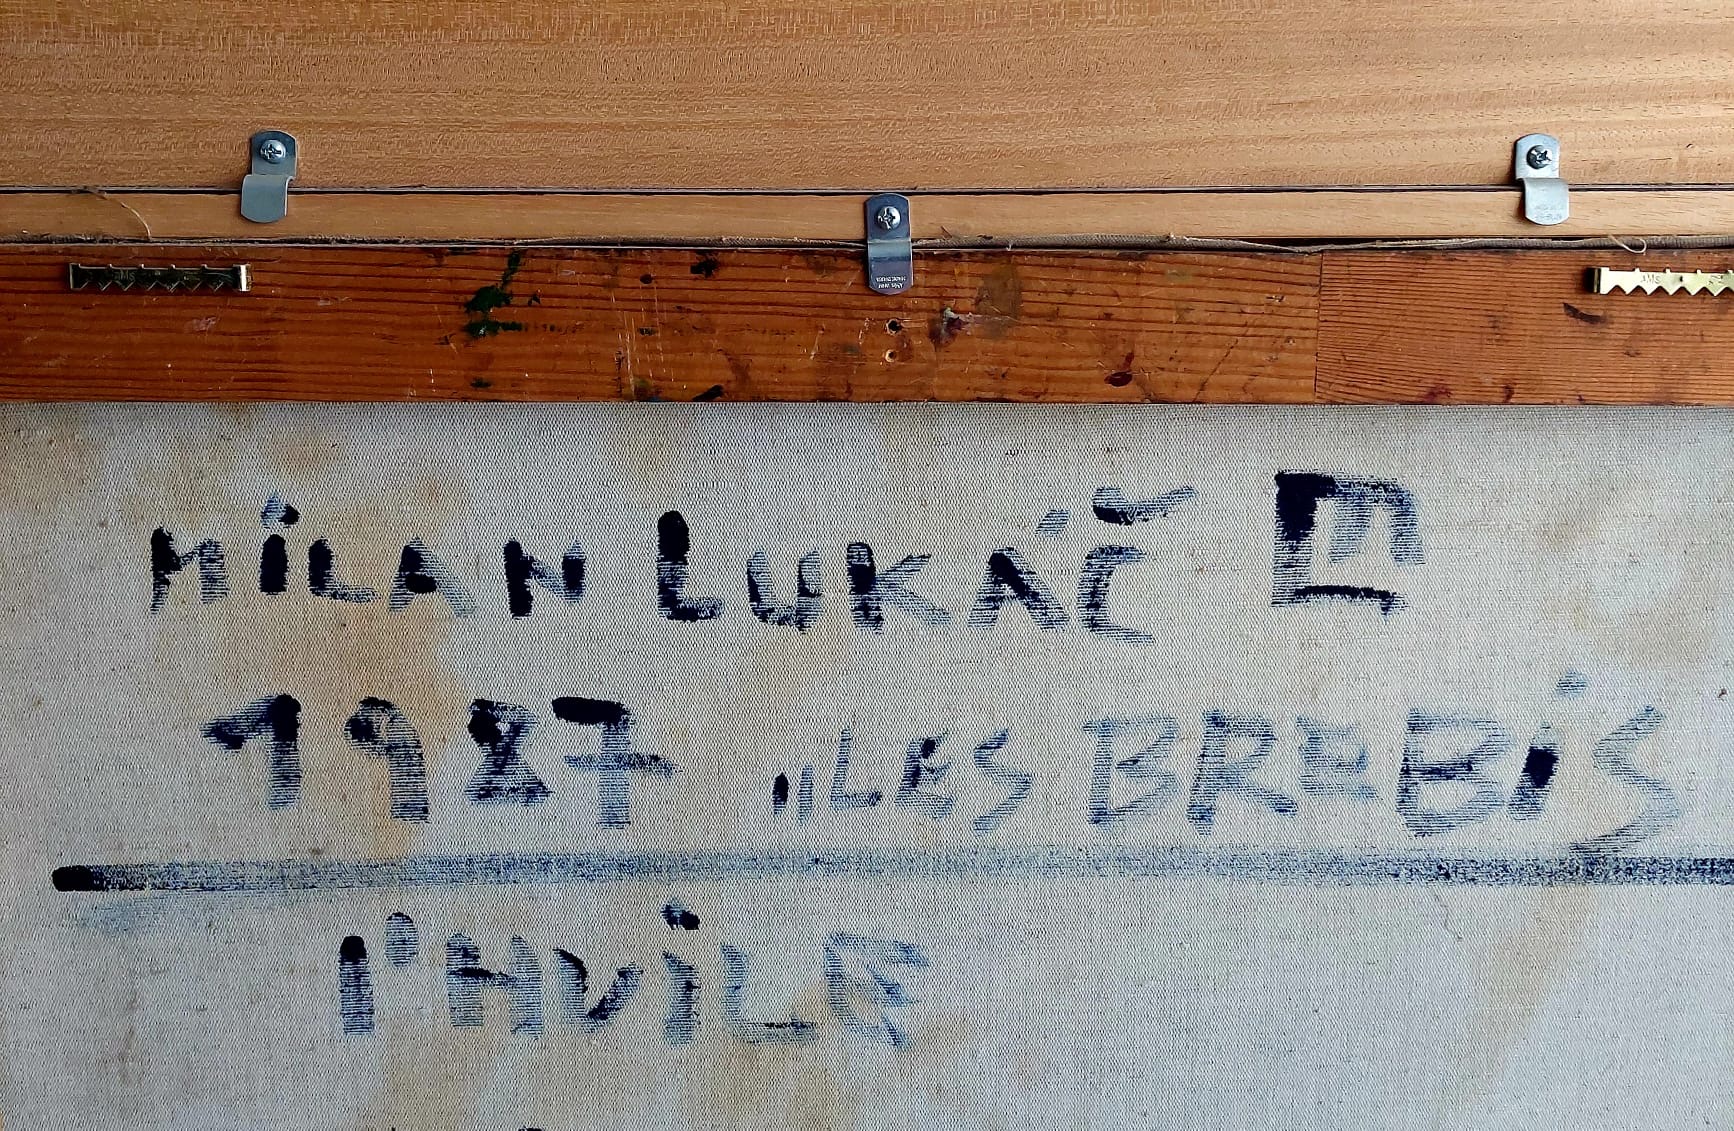 MiLAN LUKÁČ
1987 „LES BREBiS
l'HUiLE